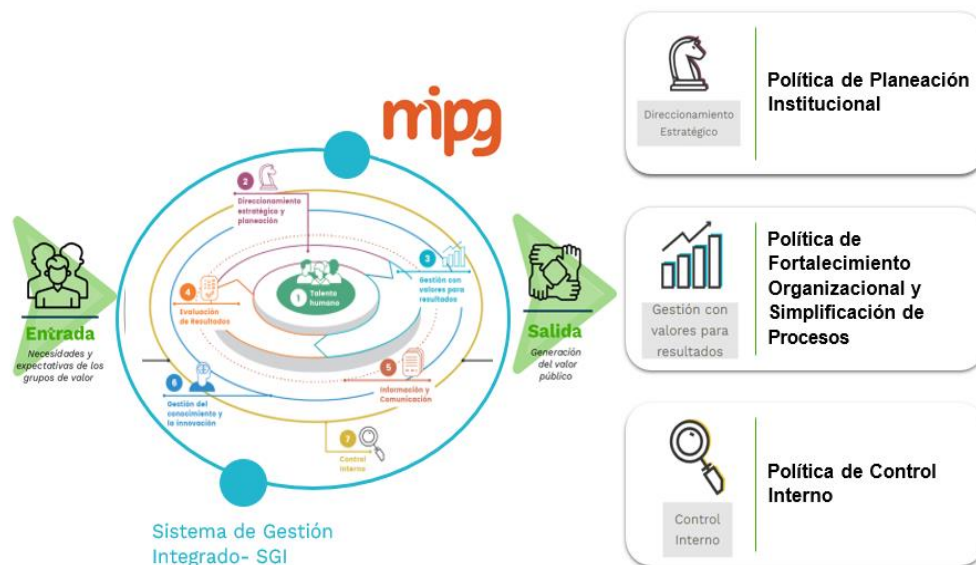 mipg
2
Direccionamiento
estratégico y
planeación
3
Gestión con
valores para
resultados
4
Evaluación
de Resultados
1 Talento
humano
5
Información y
Comunicación
6
Gestión del
conocimiento y
la innovación
7
Control
Interno
Entrada
Necesidades y
expectativas de los
grupos de valor
Salida
Generación
del valor
público
Sistema de Gestión
Integrado- SGI
Direccionamiento
Estratégico
Política de Planeación
Institucional
Gestión con
valores para
resultados
Política de
Fortalecimiento
Organizacional y
Simplificación de
Procesos
Control
Interno
Política de Control
Interno